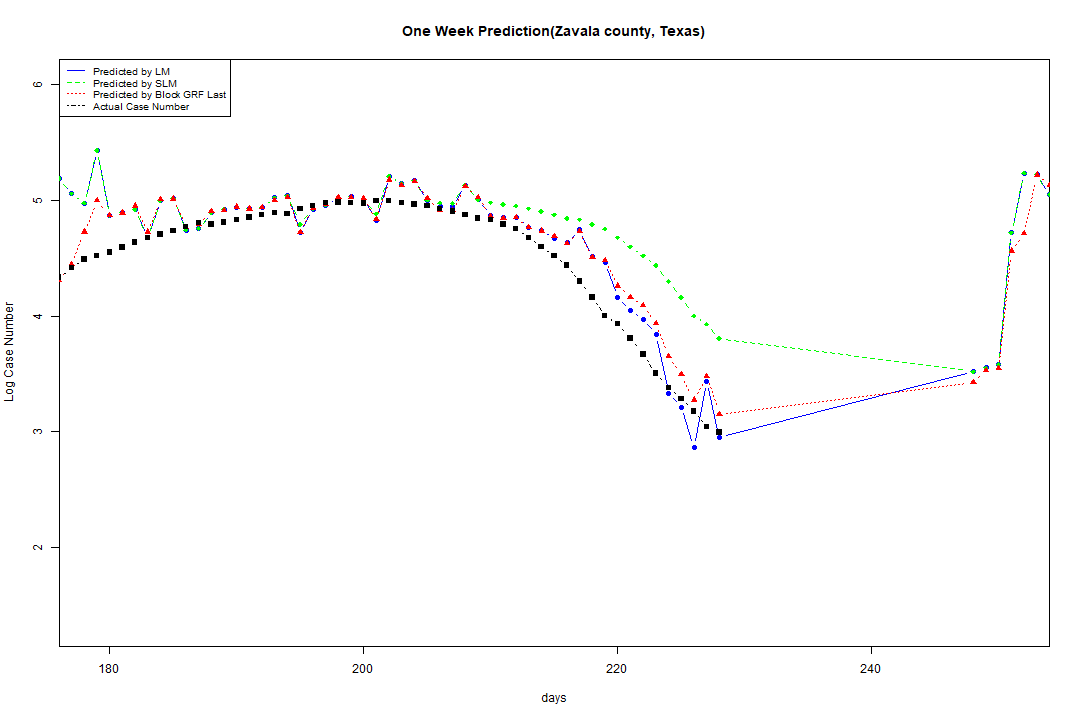 One Week Prediction(Zavala county, Texas)
Predicted by LM
Predicted by SLM
Predicted by Block GRF Last
Actual Case Number
6
5
4
3
2
Log Case Number
180 200 220 240
days